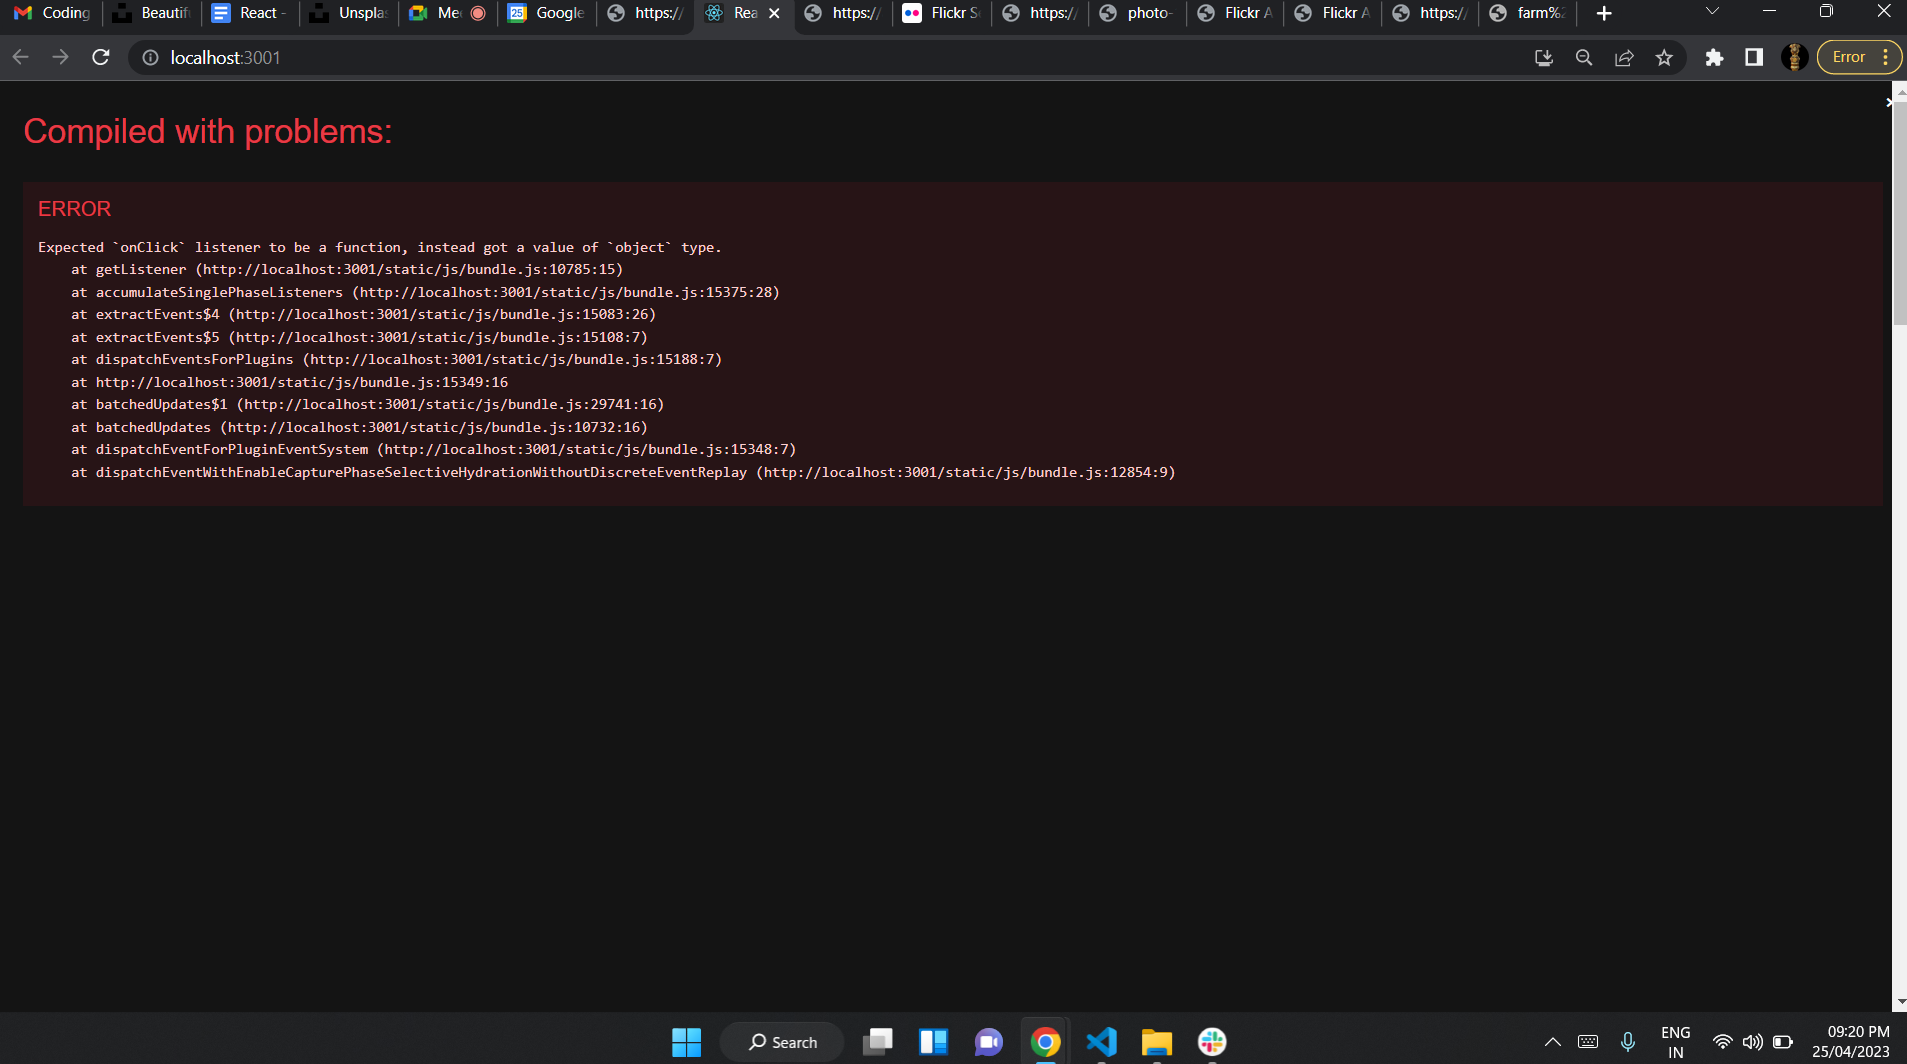 Coding
Beautif
React -
Unspla
Me
Google
https://
Rea
https:/
Flickr S
https:/
photo-
Flickr A
Flickr A
https:/
farm%2
localhost:3001
Error
Compiled with problems:
ERROR
Expected `onClick` listener to be a function, instead got a value of `object` type.
at getListener (http://localhost:3001/static/js/bundle.js:10785:15)
at accumulateSinglePhaseListeners (http://localhost:3001/static/js/bundle.js:15375:28)
at extractEvents$4 (http://localhost:3001/static/js/bundle.js:15083:26)
at extractEvents$5 (http://localhost:3001/static/js/bundle.js:15108:7)
at dispatchEventsForPlugins (http://localhost:3001/static/js/bundle.js:15188:7)
at http://localhost:3001/static/js/bundle.js:15349:16
at batchedUpdates$1 (http://localhost:3001/static/js/bundle.js:29741:16)
at batchedUpdates (http://localhost:3001/static/js/bundle.js:10732:16)
at dispatchEventForPluginEventSystem (http://localhost:3001/static/js/bundle.js:15348:7)
at dispatchEventWithEnableCapturePhaseSelectiveHydrationWithoutDiscreteEventReplay (http://localhost:3001/static/js/bundle.js:12854:9)
Search
ENG
IN
09:20 PM
25/04/2023